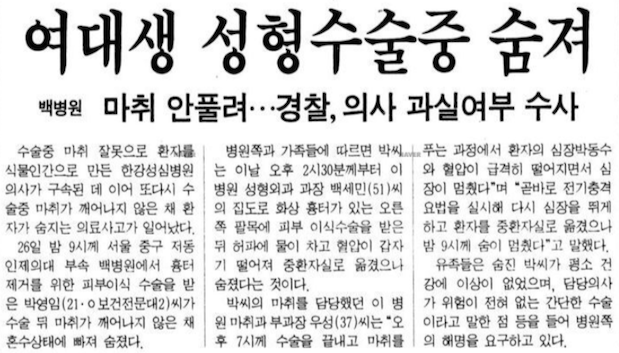 여대생 성형수술중 숨져
백병원 마취 안풀려…경찰, 의사 과실여부 수사
수술중 마취 잘못으로 환자를
식물인간으로 만든 한강성심병원
의사가 구속된 데 이어 또다시 수
술중 마취가 깨어나지 않은 채 환
자가 숨지는 의료사고가 일어났다.
26일 밤 9시께 서울 중구 저동
인제의대 부속 백병원에서 흉터
제거를 위한 피부이식 수술을 받
은 박영임(21·ㅇ보건전문대2)씨가
수술 뒤 마취가 깨어나지 않은 채
혼수상태에 빠져 숨졌다.
병원쪽과 가족들에 따르면 박씨
는 이날 오후 2시30분께부터 이
병원 성형외과 과장 백세민(51)씨
의 집도로 화상 흉터가 있는 오른
쪽 팔목에 피부 이식수술을 받은
뒤 허파에 물이 차고 혈압이 갑자
기 떨어져 중환자실로 옮겼으나
숨졌다는 것이다.
박씨의 마취를 담당했던 이 병
원 마취과 부과장 우성(37)씨는 "오
후 7시께 수술을 끝내고 마취를
푸는 과정에서 환자의 심장박동수
와 혈압이 급격히 떨어지면서 심
장이 멈췄다"며 "곧바로 전기충격
요법을 실시해 다시 심장을 뛰게
하고 환자를 중환자실로 옮겼으나
밤 9시께 숨이 멈췄다"고 말했다.
유족들은 숨진 박씨가 평소 건
강에 이상이 없었으며, 담당의사
가 위험이 전혀 없는 간단한 수술
이라고 말한 점 등을 들어 병원쪽
의 해명을 요구하고 있다.